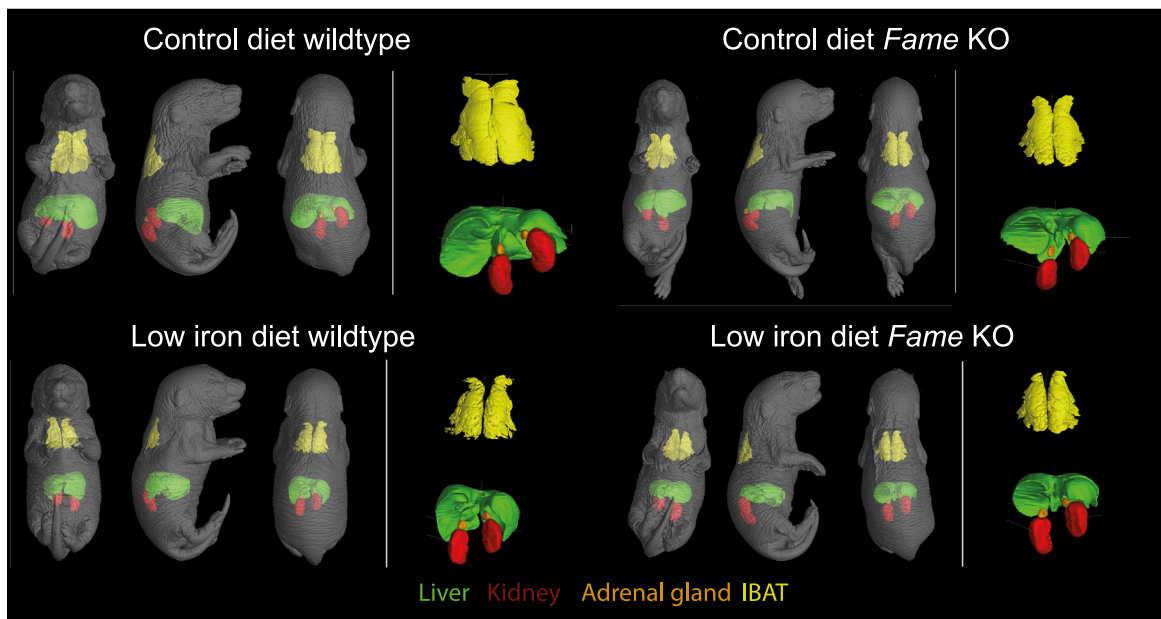 Control diet wildtype
Control diet Fame KO
Low iron diet wildtype
Low iron diet Fame KO
Liver Kidney Adrenal gland IBAT